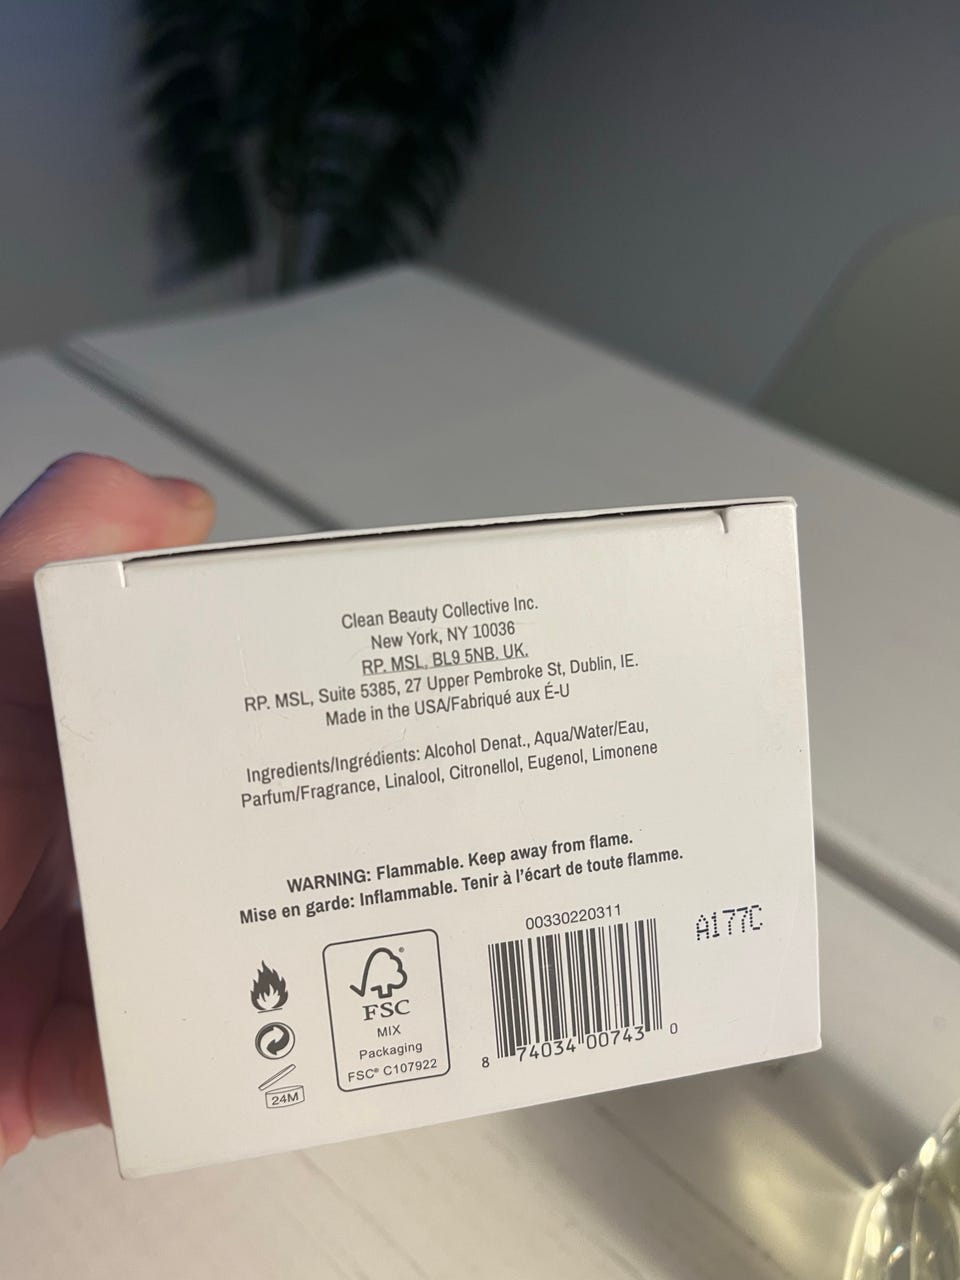 Clean Beauty Collective Inc.
New York, NY 10036
RP. MSL, BL9 5NB. UK.
RP. MSL, Suite 5385, 27 Upper Pembroke St, Dublin, IE.
Made in the USA/Fabriqué aux É-U
Ingredients/Ingrédients: Alcohol Denat., Aqua/Water/Eau,
Parfum/Fragrance, Linalool, Citronellol, Eugenol, Limonene
WARNING: Flammable. Keep away from flame.
Mise en garde: Inflammable. Tenir à l'écart de toute flamme.
FSC®
MIX
Packaging
FSC® C107922
24M
00330220311
8 74034 00743 0
A177C